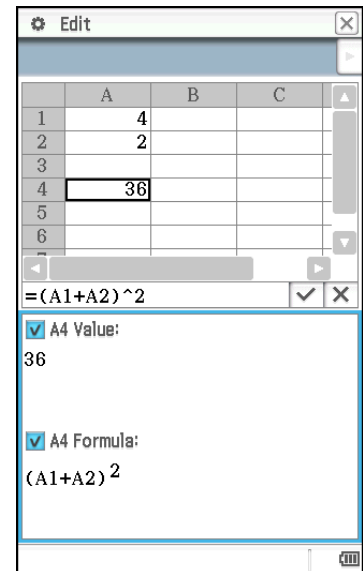 Edit
A B C
1 4
2 2
3
4 36
5
6
=(A1+A2)^2
A4 Value:
36
A4 Formula:
(A1+A2)2